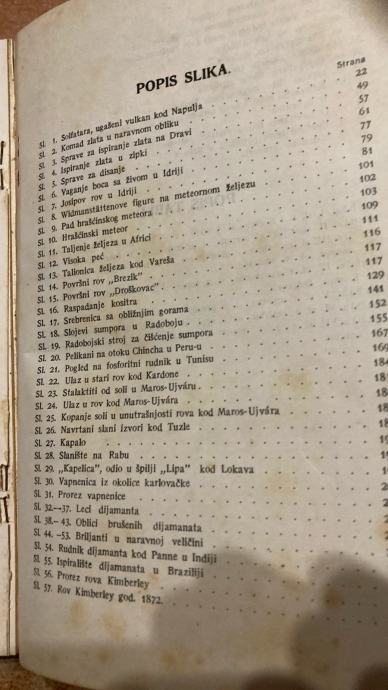 POPIS SLIKA.
Strana
Sl. 1. Solfatara, ugašeni vulkan kod Napulja 22
Sl. 2. Komad zlata u naravnom obliku 49
Sl. 3. Sprave za ispiranje zlata na Dravi 57
Sl. 4. Ispiranje zlata u zipki 61
Sl. 5. Sprave za disanje 77
Sl. 6. Vaganje boca sa živom u Idriji 79
Sl. 7. Josipov rov u Idriji 81
Sl. 8. Widmanstättenove figure na meteornom željezu 101
Sl. 9. Pad hrašćinskog meteora 102
Sl. 10. Hrašćinski meteor 103
Sl. 11. Taljenje željeza u Africi 109
Sl. 12. Visoka peć 111
Sl. 13. Talionica željeza kod Vareša 116
Sl. 14. Površni rov „Brezik" 117
Sl. 15. Površni rov „Droškovac" 117
Sl. 16. Raspadanje kositra 129
Sl. 17. Srebrenica sa obližnjim gorama 141
Sl. 18. Slojevi sumpora u Radoboju 152
Sl. 19. Radobojski stroj za čišćenje sumpora 155
Sl. 20. Pelikani na otoku Chincha u Peru-u 167
Sl. 21. Pogled na fosforitni rudnik u Tunisu
Sl. 22. Ulaz u stari rov kod Kardone
Sl. 23. Stalaktiti od soli u Maros-Ujváru
Sl. 24. Ulaz u rov kod Maros-Ujvára
Sl. 25. Kopanje soli u unutrašnjosti rova kod Maros-Ujvára
Sl. 26. Navrtani slani izvori kod Tuzle
Sl. 27. Kapalo
Sl. 28. Slanište na Rabu
Sl. 29. „Kapelica", odio u špilji „Lipa" kod Lokava
Sl. 30. Vapnenica iz okolice karlovačke
Sl. 31. Prorez vapnenice
Sl. 32.—37. Leci dijamanta
Sl. 38.—43. Oblici brušenih dijamanata
Sl. 44.—53. Briljanti u naravnoj veličini
Sl. 54. Rudnik dijamanta kod Panne u Indiji
Sl. 55. Ispiralište dijamanata u Braziliji
Sl. 56. Prorez rova Kimberley
Sl. 57. Rov Kimberley god. 1872.